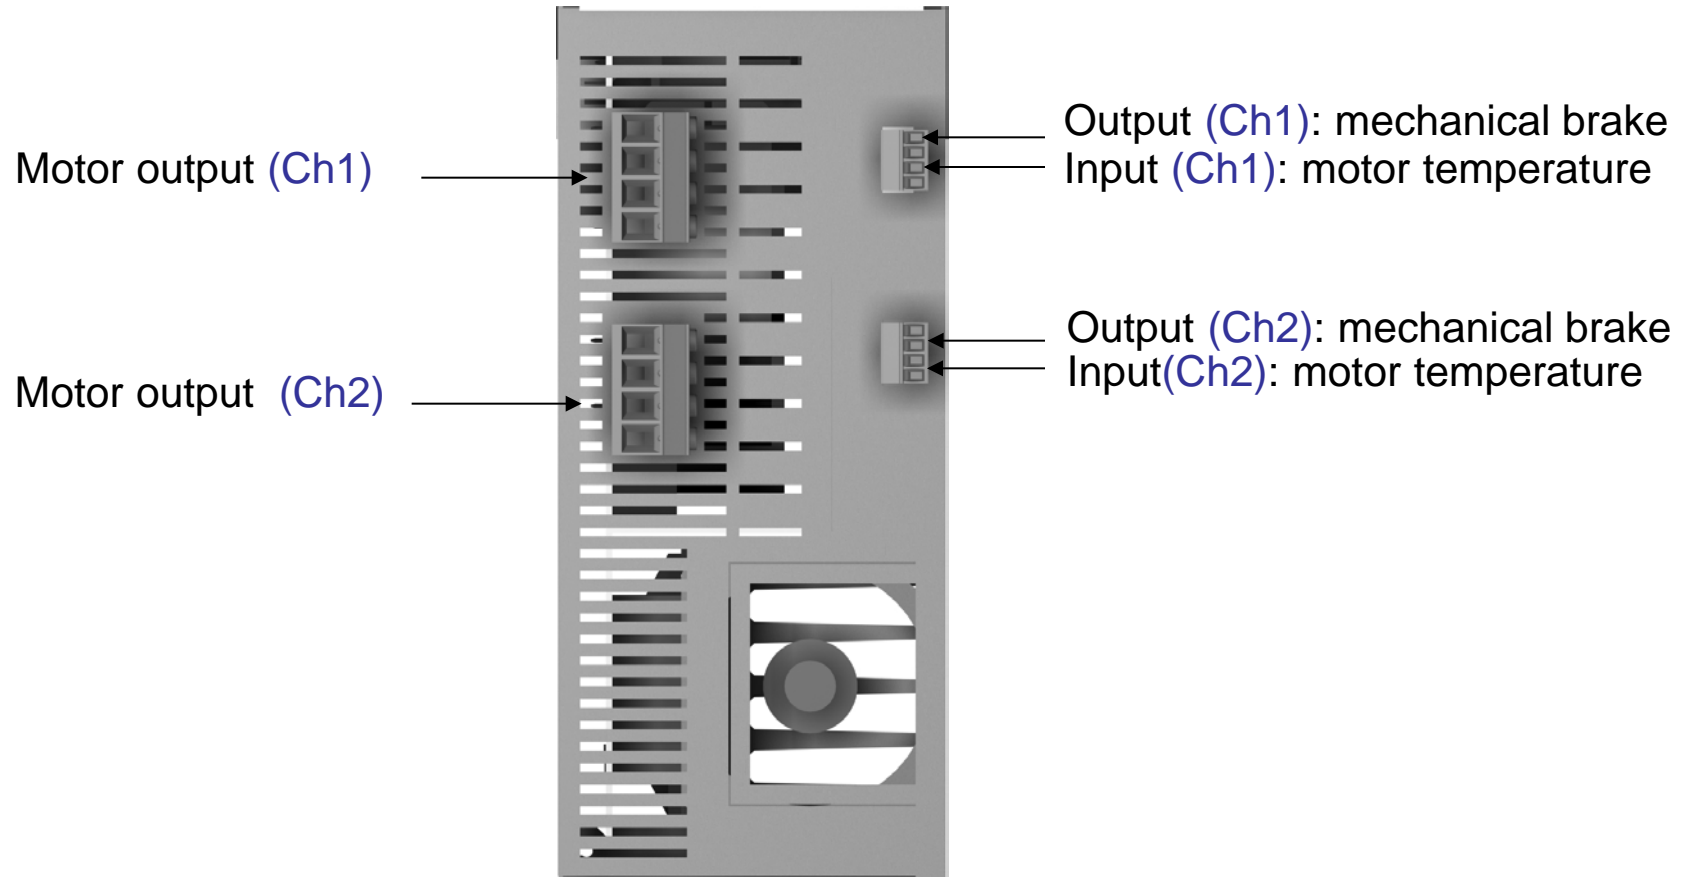 Output (Ch1): mechanical brake
Motor output (Ch1)
Input (Ch1): motor temperature
Output (Ch2): mechanical brake
Input(Ch2): motor temperature
Motor output (Ch2)